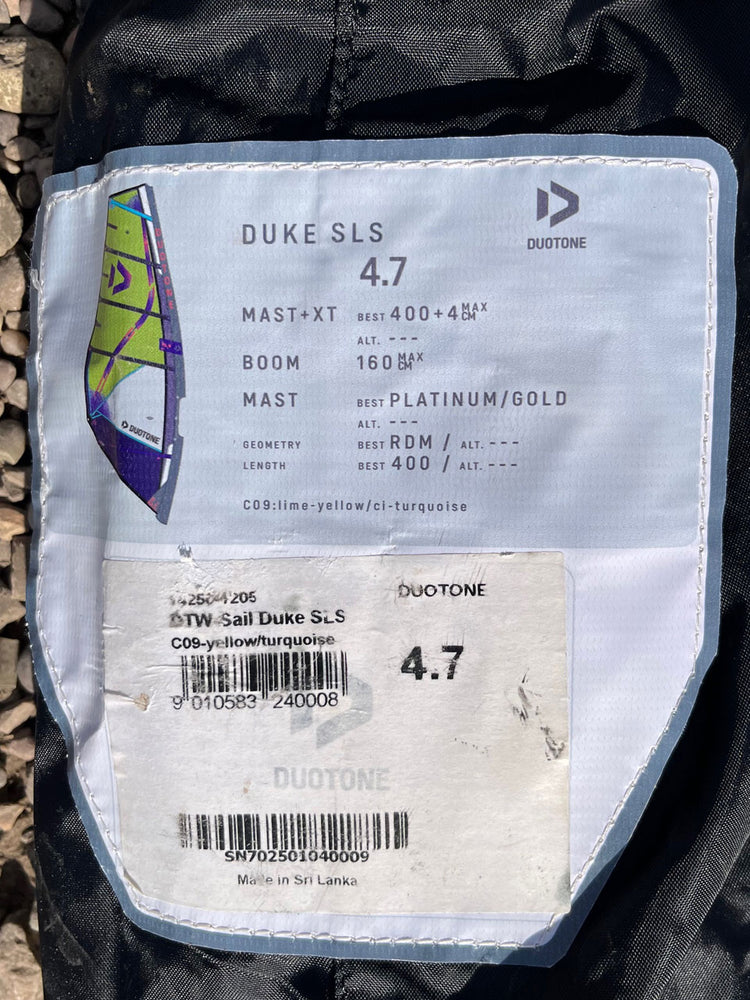 DUKE SLS
4.7
DUOTONE
MAST+XT BEST 400+4 MAX CM
ALT. ---
BOOM 160 MAX CM
MAST BEST PLATINUM/GOLD
ALT. ---
GEOMETRY BEST RDM / ALT. ---
LENGTH BEST 400 / ALT. ---
C09:lime-yellow/ci-turquoise
DUOTONE
DUOTONE
DTW-Sail Duke SLS
C09-yellow/turquoise
4.7
9 010583 240008
DUOTONE
SN702501040009
Made in Sri Lanka